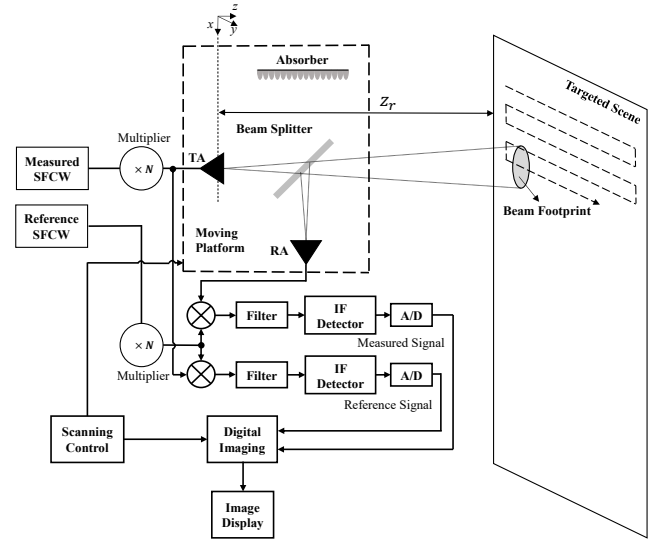 z
x
y
Absorber
Z_r
Targeted Scene
Beam Splitter
Multiplier
TA
Measured
SFCW
× N
Beam Footprint
Reference
SFCW
Moving
Platform
RA
Filter
IF
Detector
A/D
Measured Signal
× N
Multiplier
Filter
IF
Detector
A/D
Reference Signal
Scanning
Control
Digital
Imaging
Image
Display